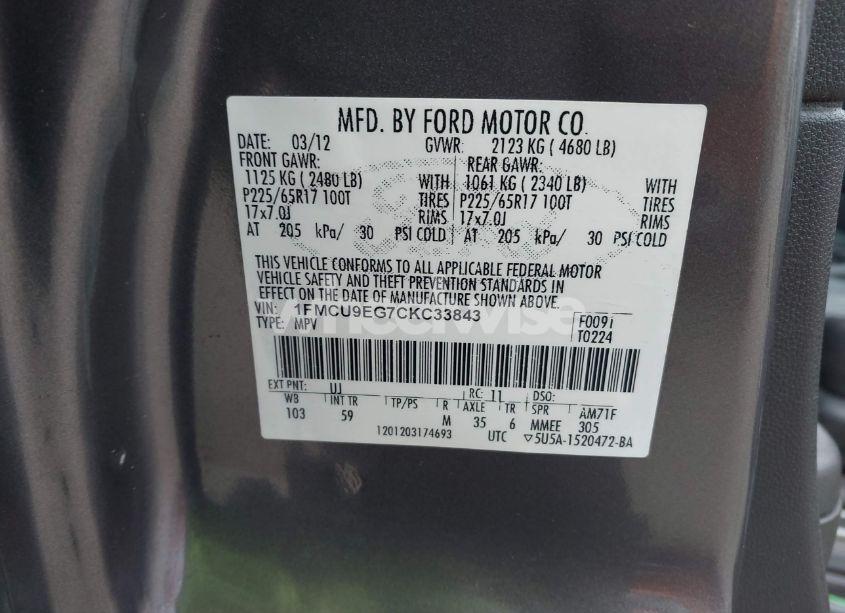 MFD. BY FORD MOTOR CO.
DATE: 03/12 GVWR: 2123 KG ( 4680 LB)
FRONT GAWR: REAR GAWR:
1125 KG ( 2480 LB) WITH 1061 KG ( 2340 LB) WITH
P225/65R17 100T TIRES P225/65R17 100T TIRES
17x7.0J RIMS 17x7.0J RIMS
AT 205 kPa/ 30 PSI COLD AT 205 kPa/ 30 PSI COLD
THIS VEHICLE CONFORMS TO ALL APPLICABLE FEDERAL MOTOR
VEHICLE SAFETY AND THEFT PREVENTION STANDARDS IN
EFFECT ON THE DATE OF MANUFACTURE SHOWN ABOVE.
VIN: 1FMCU9EG7CKC33843 F0091
TYPE: MPV T0224
EXT PNT: UJ RC: 11 DSO:
WB INT TR TP/PS R AXLE TR SPR AM71F
103 59 M 35 6 MMEE 305
1201203174693 UTC ▽5U5A-1520472-BA
wheelwise